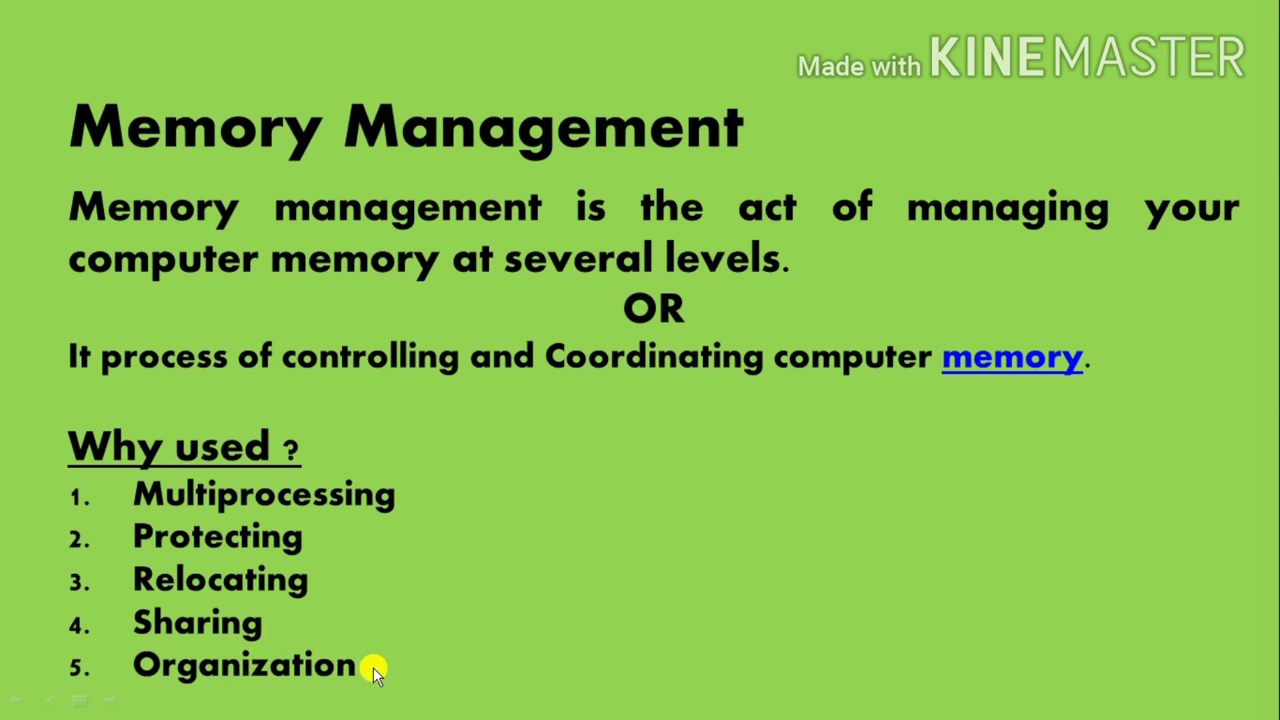 Made with KINEMASTER
Memory Management
Memory management is the act of managing your
computer memory at several levels.
OR
It process of controlling and Coordinating computer memory.
Why used ?
1. Multiprocessing
2. Protecting
3. Relocating
4. Sharing
5. Organization